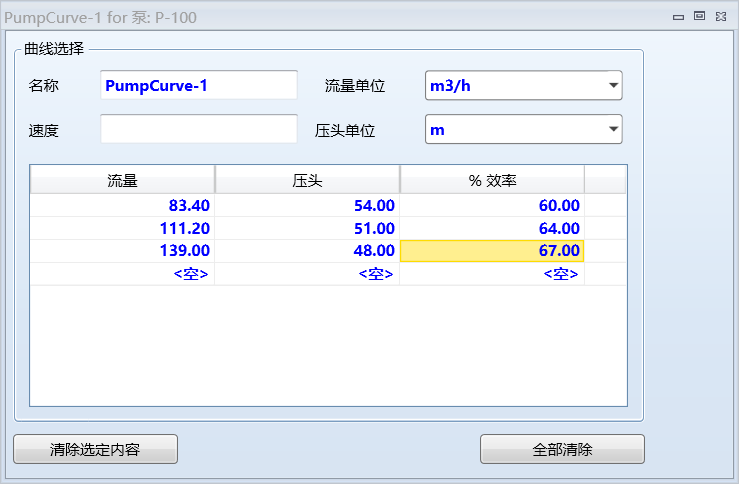 PumpCurve-1 for 泵: P-100
曲线选择
名称 PumpCurve-1 流量单位 m3/h
速度 压头单位 m
流量 压头 % 效率
83.40 54.00 60.00
111.20 51.00 64.00
139.00 48.00 67.00
<空> <空> <空>
清除选定内容 全部清除